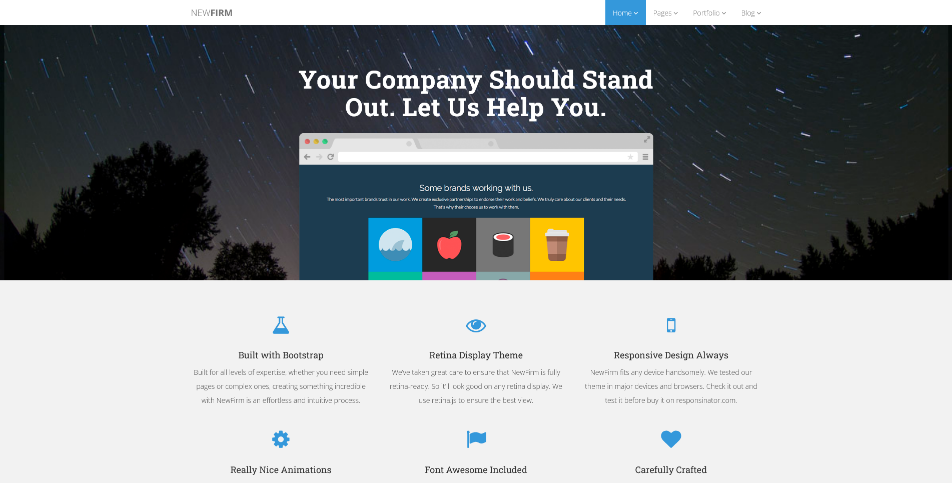 NEWFIRM
Home
Pages
Portfolio
Blog
Your Company Should Stand
Out. Let Us Help You.
Some brands working with us.
The most important brands trust in our work. We create exclusive partnerships to endorse their work and beliefs. We truly care about our clients and their needs.
That's why their choices us to work with them.
Built with Bootstrap
Built for all levels of expertise, whether you need simple
pages or complex ones, creating something incredible
with NewFirm is an effortless and intuitive process.
Retina Display Theme
We've taken great care to ensure that NewFirm is fully
retina-ready. So it'll look good on any retina display. We
use retina.js to ensure the best view.
Responsive Design Always
NewFirm fits any device handsomely. We tested our
theme in major devices and browsers. Check it out and
test it before buy it on responsinator.com.
Really Nice Animations
Font Awesome Included
Carefully Crafted